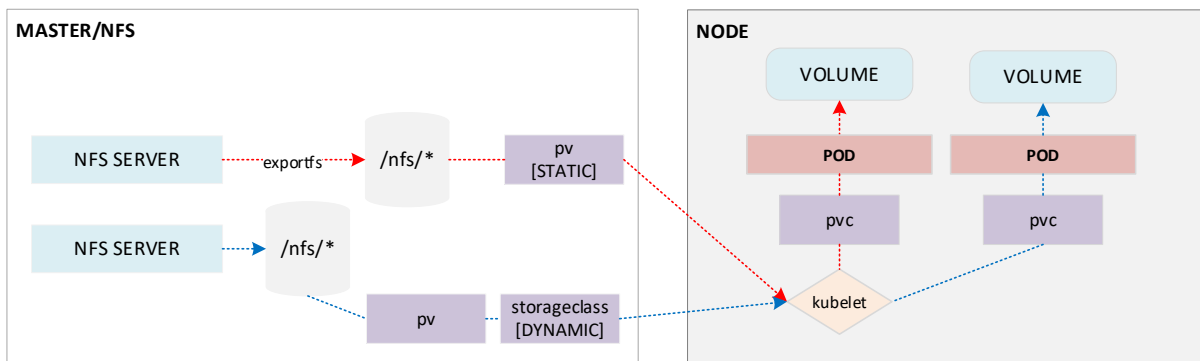 MASTER/NFS
NFS SERVER
exportfs
/nfs/*
pv
[STATIC]
NFS SERVER
/nfs/*
pv
storageclass
[DYNAMIC]
NODE
VOLUME
VOLUME
POD
POD
pvc
pvc
kubelet